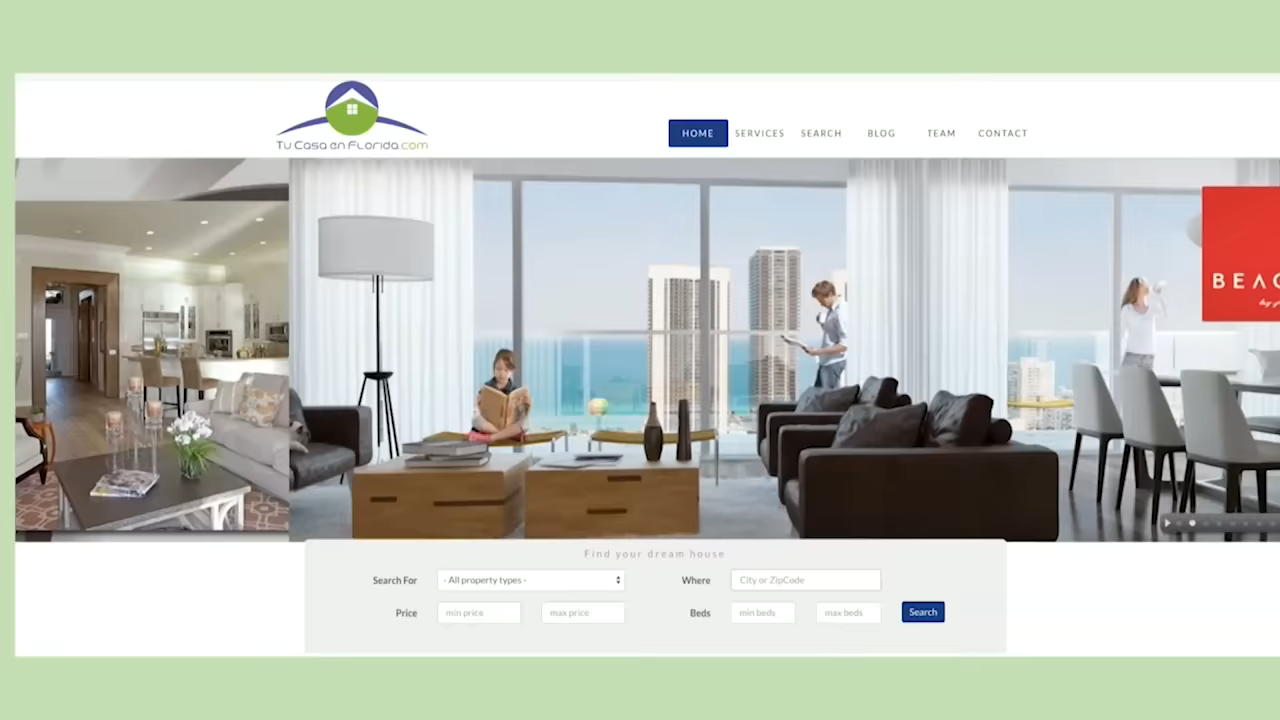 Tu Casa en Florida.com
HOME SERVICES SEARCH BLOG TEAM CONTACT
Find your dream house
Search For - All property types - Where City or ZipCode
Price min price max price Beds min beds max beds Search